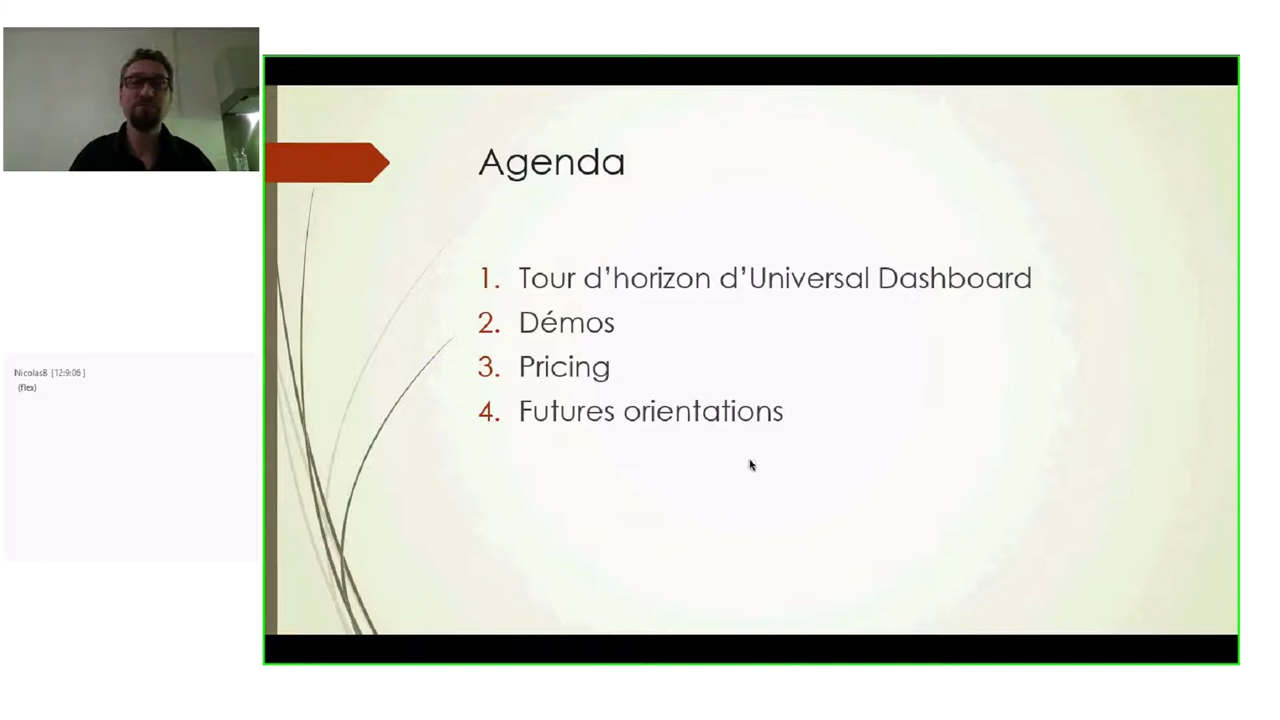 Agenda
1. Tour d’horizon d’Universal Dashboard
2. Démos
3. Pricing
4. Futures orientations
NicolasB [12:9:06 ]
(flex)